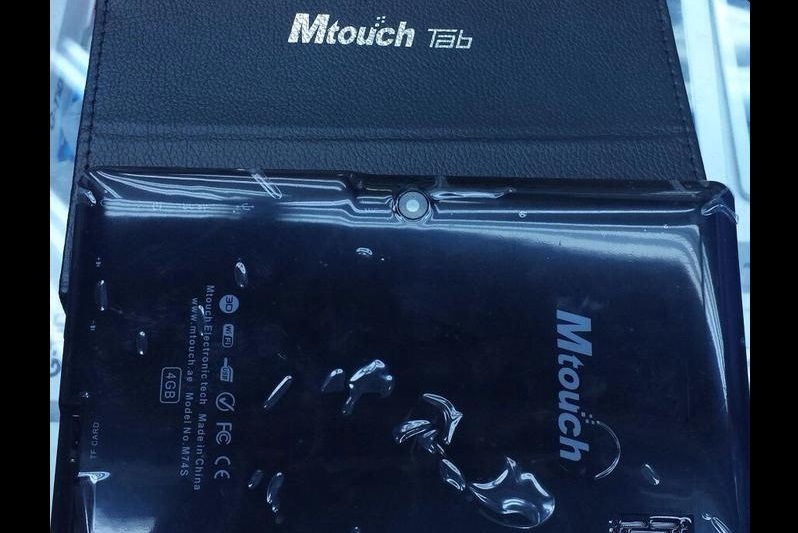 Mtouch Tab
Mtouch
3D WiFi FC CE
Mtouch Electronic tech Made in China
www.mtouch.ae Model No.M74S
4GB
TF CARD